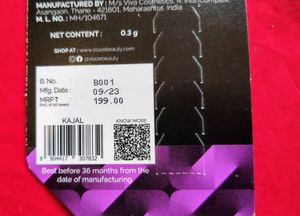 MANUFACTURED BY : M/s Viva Cosmetics, R. Indl Complex,
Asangaon, Thane - 421601, Maharashtra, India
M. L. NO. : MH/104671
NET CONTENT : 0.3 g
SHOP AT www.stazebeauty.com
@stazebeauty
B. No. : B001
Mfg. Date : 09/23
MRP ₹ : 199.00
(incl. of all taxes)
KAJAL
KNOW MORE
8 904417 307832
Best before 36 months from the
date of manufacturing.